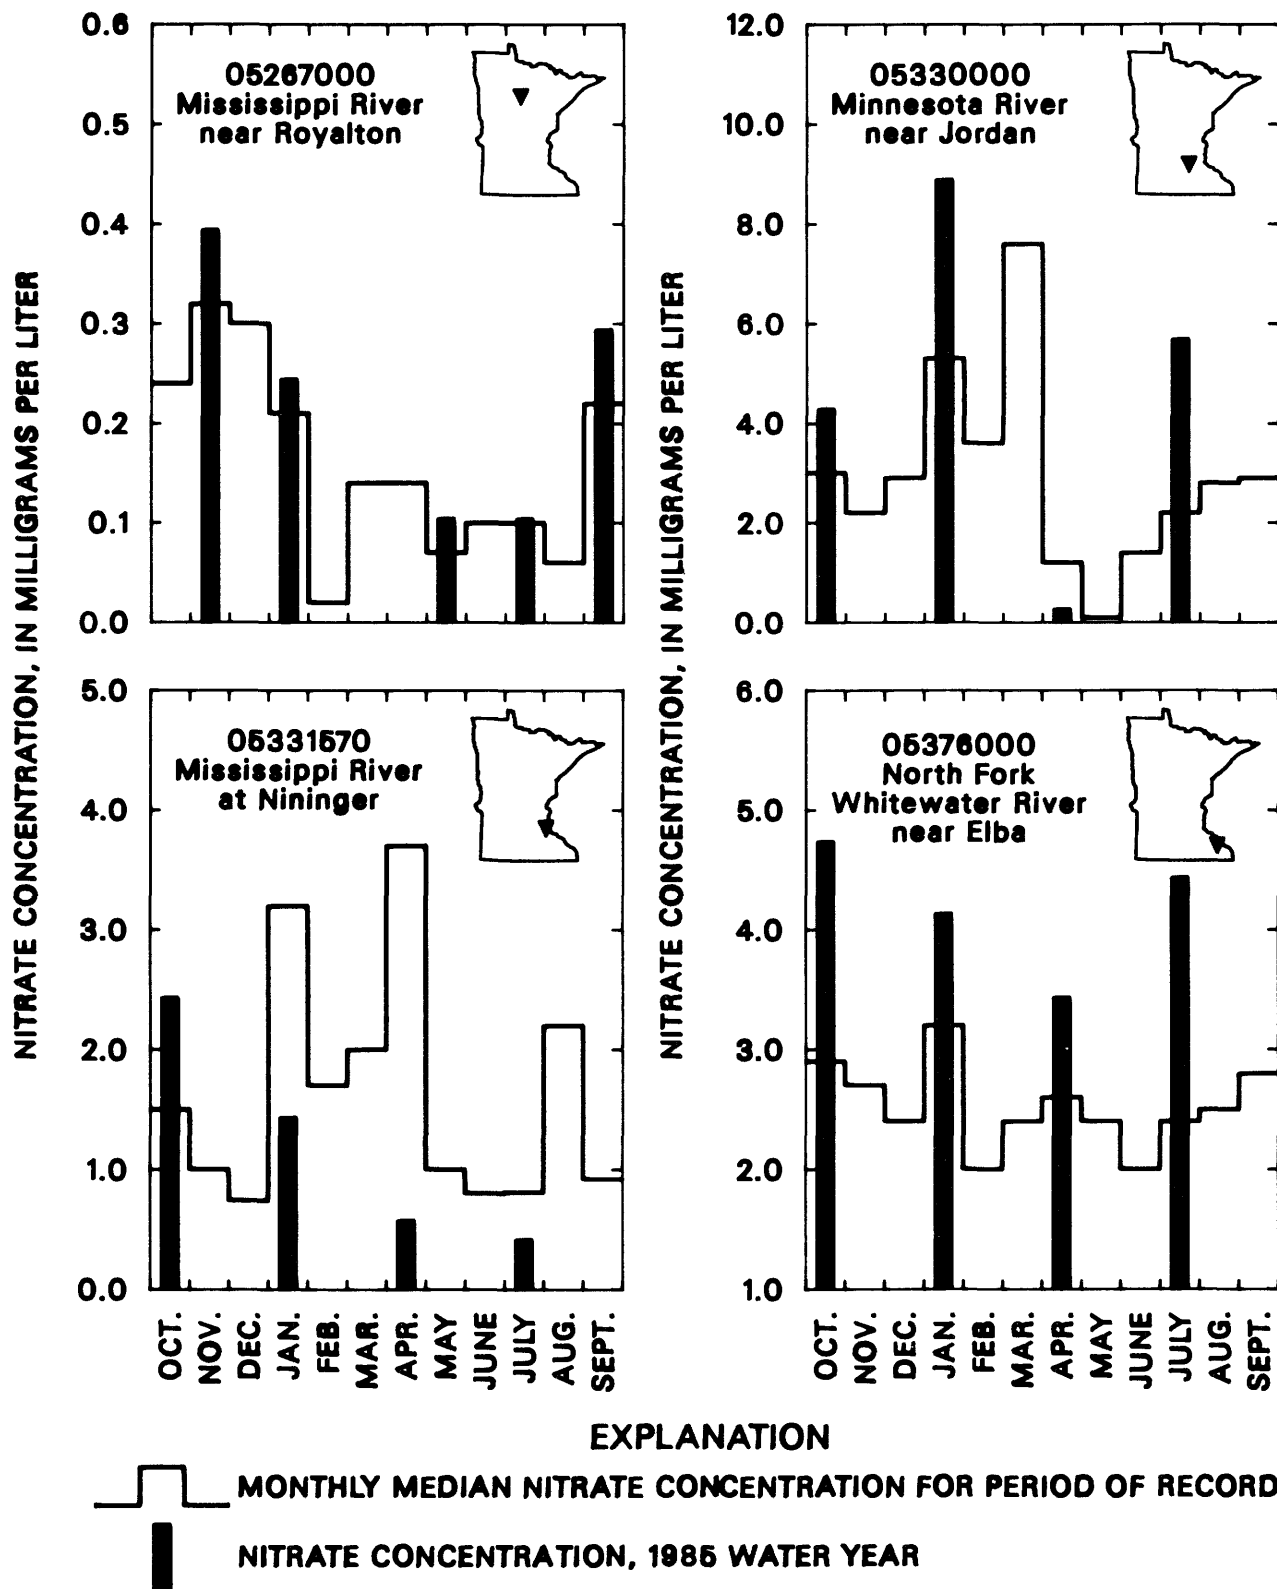 NITRATE CONCENTRATION, IN MILLIGRAMS PER LITER
0.6
0.5
0.4
0.3
0.2
0.1
0.0
05267000
Mississippi River
near Royalton
NITRATE CONCENTRATION, IN MILLIGRAMS PER LITER
12.0
10.0
8.0
6.0
4.0
2.0
0.0
05330000
Minnesota River
near Jordan
5.0
4.0
3.0
2.0
1.0
0.0
05331570
Mississippi River
at Nininger
OCT.
NOV.
DEC.
JAN.
FEB.
MAR.
APR.
MAY
JUNE
JULY
AUG.
SEPT.
6.0
5.0
4.0
3.0
2.0
1.0
05376000
North Fork
Whitewater River
near Elba
OCT.
NOV.
DEC.
JAN.
FEB.
MAR.
APR.
MAY
JUNE
JULY
AUG.
SEPT.
EXPLANATION
MONTHLY MEDIAN NITRATE CONCENTRATION FOR PERIOD OF RECORD
NITRATE CONCENTRATION, 1985 WATER YEAR